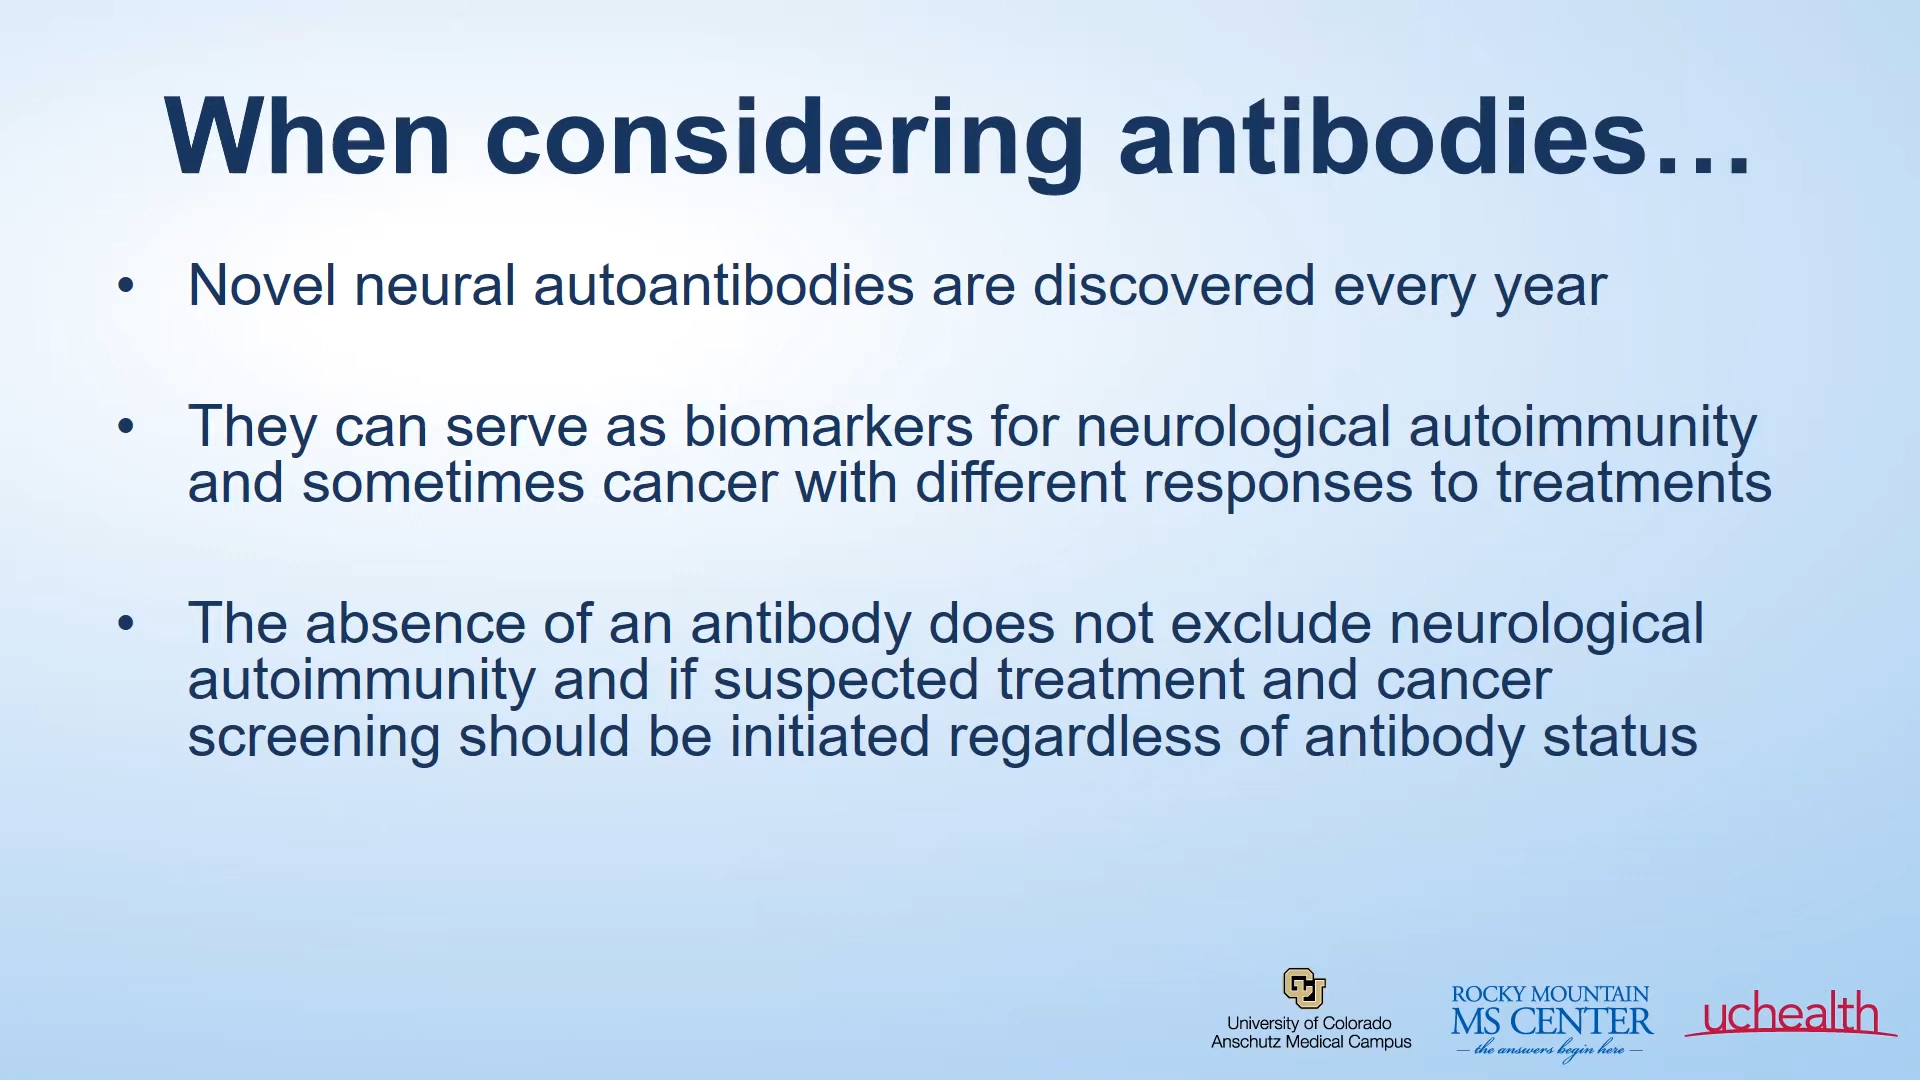 When considering antibodies…
• Novel neural autoantibodies are discovered every year
• They can serve as biomarkers for neurological autoimmunity
and sometimes cancer with different responses to treatments
• The absence of an antibody does not exclude neurological
autoimmunity and if suspected treatment and cancer
screening should be initiated regardless of antibody status
CU
University of Colorado
Anschutz Medical Campus
ROCKY MOUNTAIN
MS CENTER
— the answers begin here —
uchealth